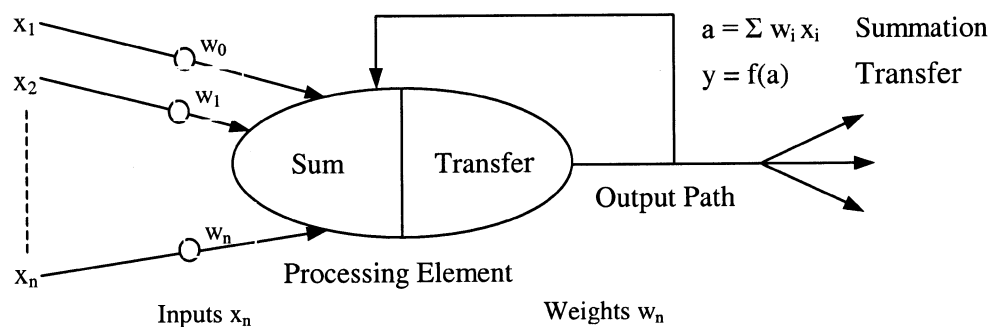 x₁
w₀
a = Σ wᵢ xᵢ Summation
x₂
w₁
y = f(a) Transfer
Sum
Transfer
Output Path
wₙ
xₙ
Processing Element
Inputs xₙ
Weights wₙ